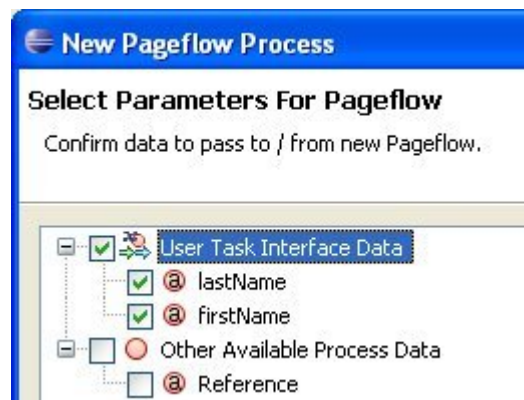 New Pageflow Process
Select Parameters For Pageflow
Confirm data to pass to / from new Pageflow.
User Task Interface Data
@ lastName
@ firstName
Other Available Process Data
@ Reference